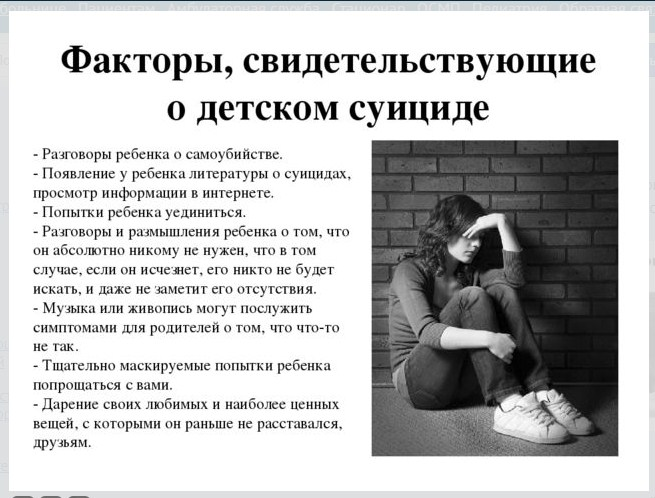 Факторы, свидетельствующие
о детском суициде
- Разговоры ребенка о самоубийстве.
- Появление у ребенка литературы о суицидах,
просмотр информации в интернете.
- Попытки ребенка уединиться.
- Разговоры и размышления ребенка о том, что
он абсолютно никому не нужен, что в том
случае, если он исчезнет, его никто не будет
искать, и даже не заметит его отсутствия.
- Музыка или живопись могут послужить
симптомами для родителей о том, что что-то
не так.
- Тщательно маскируемые попытки ребенка
попрощаться с вами.
- Дарение своих любимых и наиболее ценных
вещей, с которыми он раньше не расставался,
друзьям.